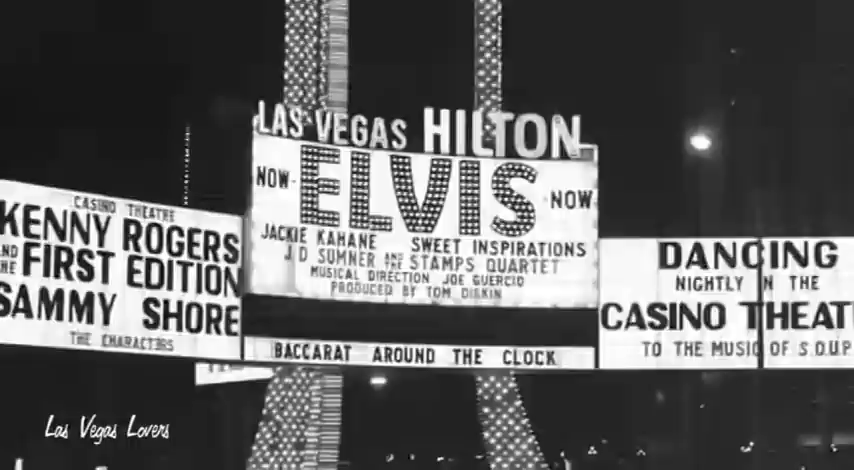 LAS VEGAS HILTON
NOW- ELVIS -NOW
JACKIE KAHANE SWEET INSPIRATIONS
J D SUMNER AND THE STAMPS QUARTET
MUSICAL DIRECTION JOE GUERCIO
PRODUCED BY TOM DISKIN
BACCARAT AROUND THE CLOCK
CASINO THEATRE
KENNY ROGERS
AND THE FIRST EDITION
SAMMY SHORE
THE CHARACTERS
DANCING
NIGHTLY IN THE
CASINO THEAT
TO THE MUSIC OF S.O.U.P
Las Vegas Lovers